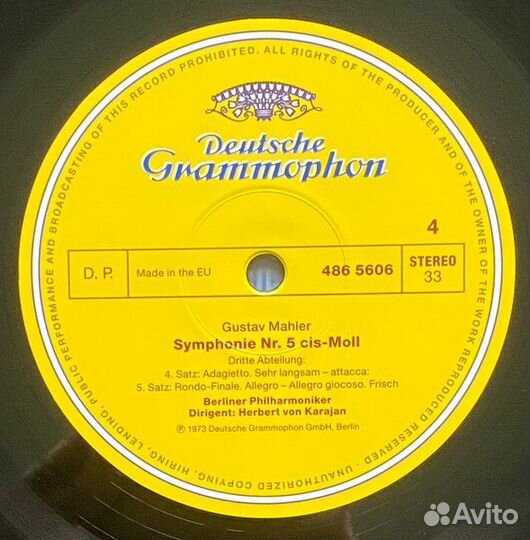 PUBLIC PERFORMANCE AND BROADCASTING OF THIS RECORD PROHIBITED. ALL RIGHTS OF THE PRODUCER AND OF THE OWNER OF THE WORK REPRODUCED RESERVED · UNAUTHORIZED COPYING, HIRING, LENDING,
Deutsche
Grammophon
4
D. P.
Made in the EU
486 5606
STEREO
33
Gustav Mahler
Symphonie Nr. 5 cis-Moll
Dritte Abteilung:
4. Satz: Adagietto. Sehr langsam – attacca:
5. Satz: Rondo-Finale. Allegro – Allegro giocoso. Frisch
Berliner Philharmoniker
Dirigent: Herbert von Karajan
℗ 1973 Deutsche Grammophon GmbH, Berlin
Avito